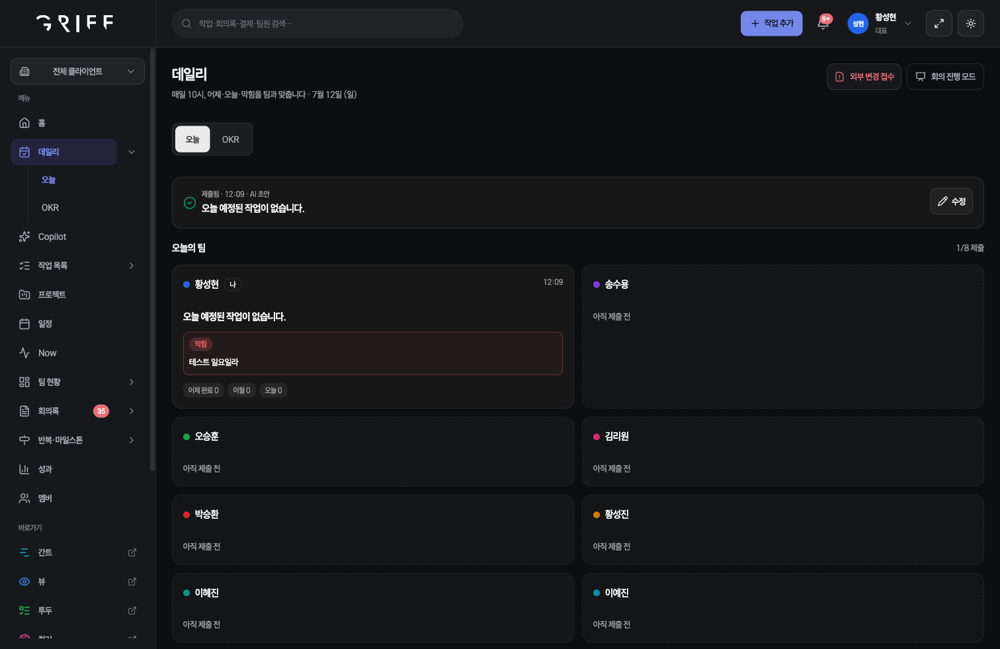 GRIFF
작업·회의록·결제·팀원 검색…
작업 추가
9+
성현
황성현
대표
전체 클라이언트
메뉴
홈
데일리
오늘
OKR
Copilot
작업 목록
프로젝트
일정
Now
팀 현황
회의록
35
반복·마일스톤
성과
멤버
바로가기
간트
뷰
투두
데일리
매일 10시, 어제·오늘·막힘을 팀과 맞춥니다 · 7월 12일 (일)
외부 변경 접수
회의 진행 모드
오늘
OKR
제출됨 · 12:09 · AI 초안
오늘 예정된 작업이 없습니다.
수정
오늘의 팀
1/8 제출
황성현
나
12:09
오늘 예정된 작업이 없습니다.
막힘
테스트 일요일라
어제 완료 0
이월 0
오늘 0
송수용
아직 제출 전
오승훈
아직 제출 전
김리원
아직 제출 전
박승환
아직 제출 전
황성진
아직 제출 전
이혜진
아직 제출 전
이예진
아직 제출 전